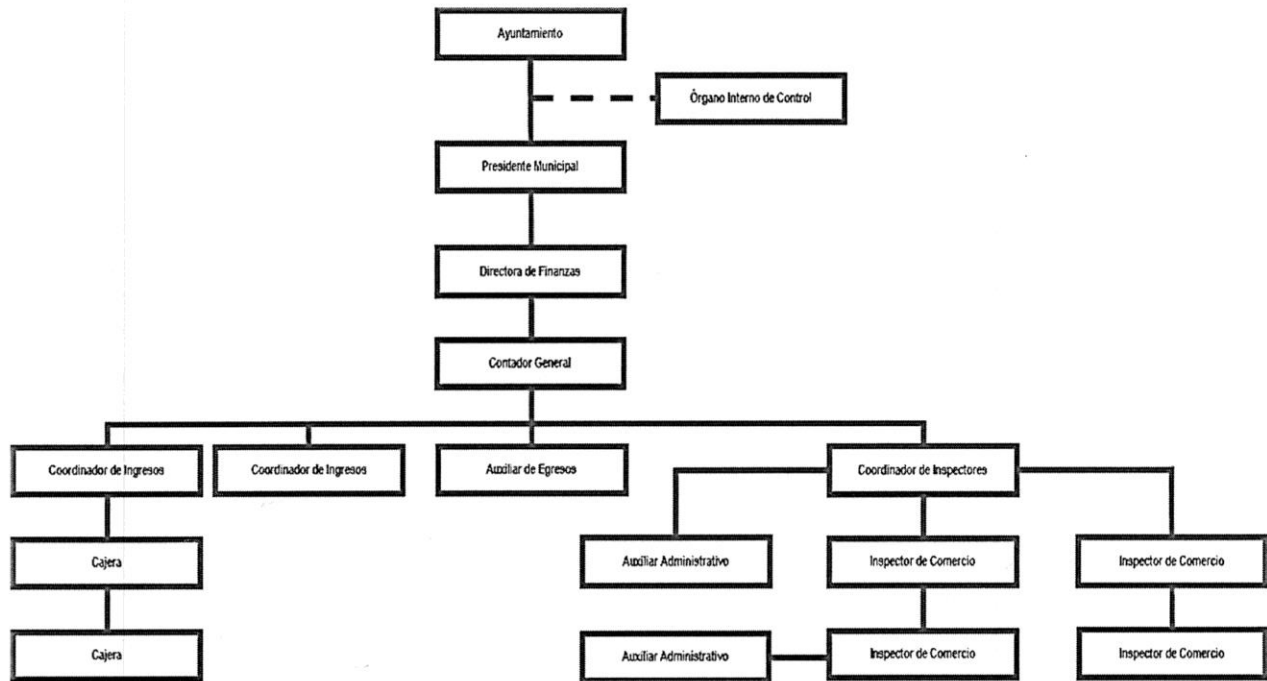 Ayuntamiento
Órgano Interno de Control
Presidente Municipal
Directora de Finanzas
Contador General
Coordinador de Ingresos
Coordinador de Ingresos
Auxiliar de Egresos
Coordinador de Inspectores
Cajera
Auxiliar Administrativo
Inspector de Comercio
Inspector de Comercio
Cajera
Auxiliar Administrativo
Inspector de Comercio
Inspector de Comercio